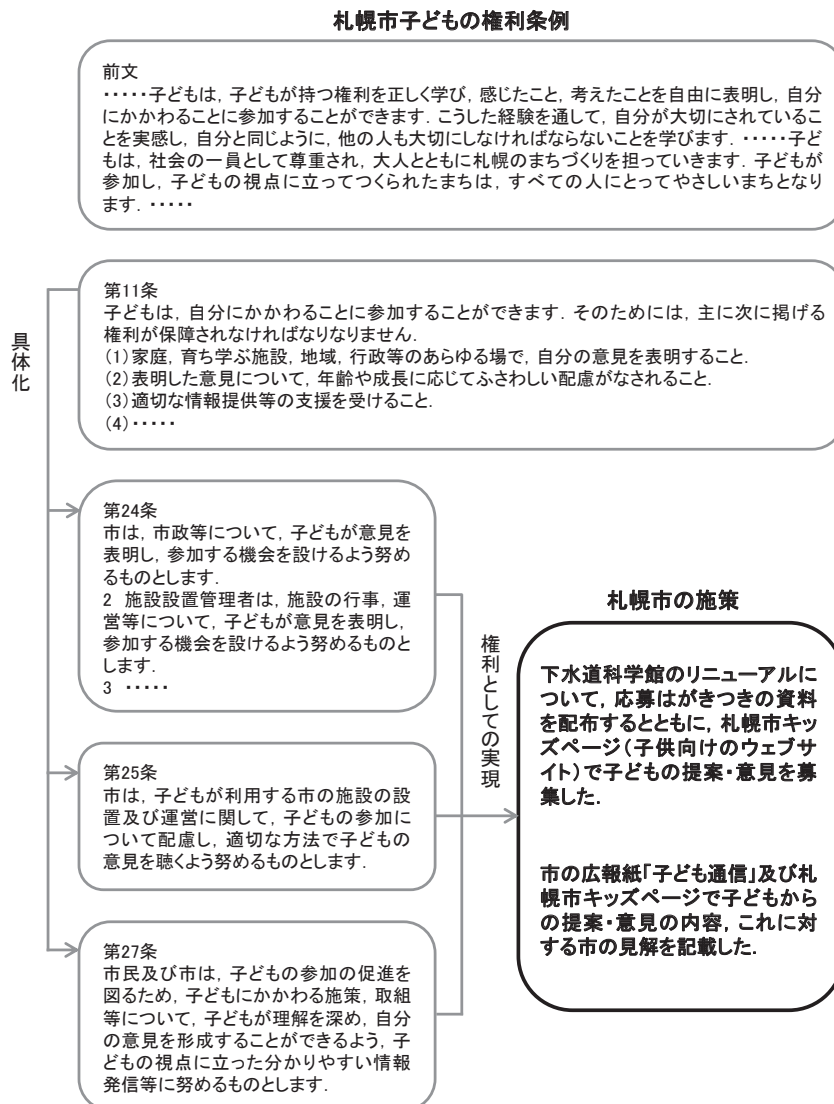 札幌市子どもの権利条例
前文
・・・・・子どもは, 子どもが持つ権利を正しく学び, 感じたこと, 考えたことを自由に表明し, 自分
にかかわることに参加することができます. こうした経験を通して, 自分が大切にされているこ
とを実感し, 自分と同じように, 他の人も大切にしなければならないことを学びます. ・・・・・子ど
もは, 社会の一員として尊重され, 大人とともに札幌のまちづくりを担っていきます. 子どもが
参加し, 子どもの視点に立ってつくられたまちは, すべての人にとってやさしいまちとなり
ます. ・・・・・
具体化
第11条
子どもは, 自分にかかわることに参加することができます. そのためには, 主に次に掲げる
権利が保障されなければなりなりません.
(1)家庭, 育ち学ぶ施設, 地域, 行政等のあらゆる場で, 自分の意見を表明すること.
(2)表明した意見について, 年齢や成長に応じてふさわしい配慮がなされること.
(3)適切な情報提供等の支援を受けること.
(4)・・・・・
第24条
市は, 市政等について, 子どもが意見を
表明し, 参加する機会を設けるよう努め
るものとします.
2 施設設置管理者は, 施設の行事, 運
営等について, 子どもが意見を表明し,
参加する機会を設けるよう努めるものと
します.
3 ・・・・・
第25条
市は, 子どもが利用する市の施設の設
置及び運営に関して, 子どもの参加に
ついて配慮し, 適切な方法で子どもの
意見を聴くよう努めるものとします.
第27条
市民及び市は, 子どもの参加の促進を
図るため, 子どもにかかわる施策, 取組
等について, 子どもが理解を深め, 自分
の意見を形成することができるよう, 子
どもの視点に立った分かりやすい情報
発信等に努めるものとします.
権利としての実現
札幌市の施策
下水道科学館のリニューアルに
ついて, 応募はがきつきの資料
を配布するとともに, 札幌市キッ
ズページ(子供向けのウェブサ
イト)で子どもの提案・意見を募
集した.
市の広報紙「子ども通信」及び札
幌市キッズページで子どもから
の提案・意見の内容, これに対
する市の見解を記載した.